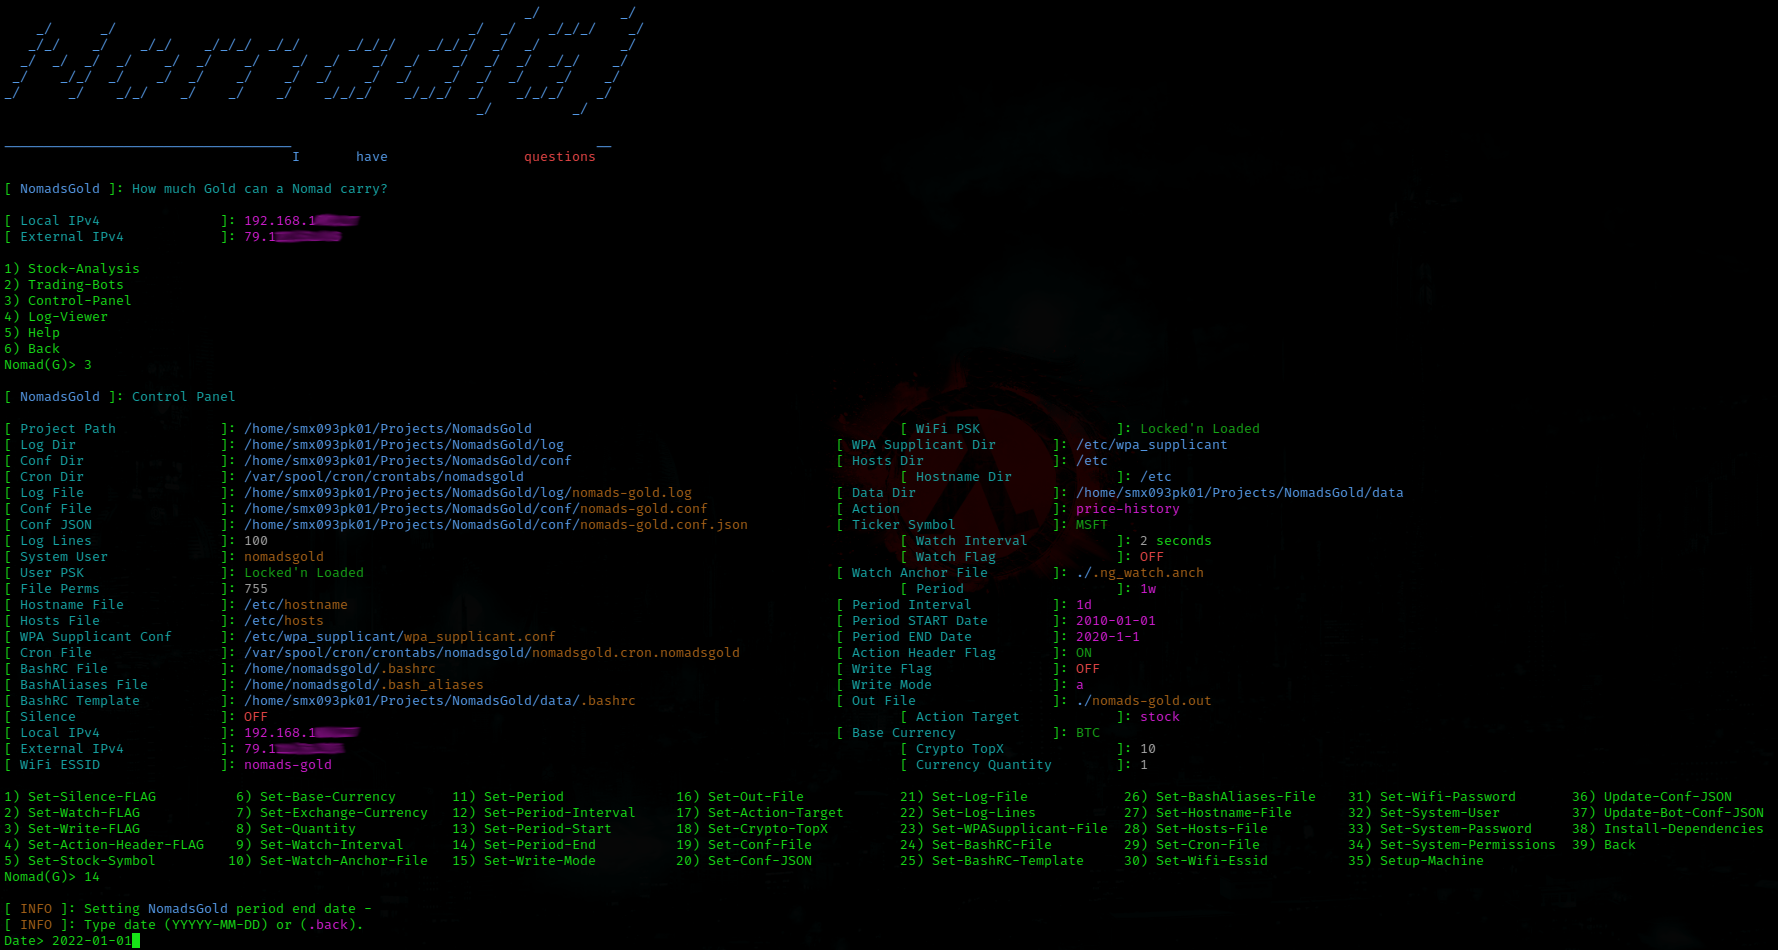 I have questions
[ NomadsGold ]: How much Gold can a Nomad carry?
[ Local IPv4 ]: 192.168.1
[ External IPv4 ]: 79.1
1) Stock-Analysis
2) Trading-Bots
3) Control-Panel
4) Log-Viewer
5) Help
6) Back
Nomad(G)> 3
[ NomadsGold ]: Control Panel
[ Project Path ]: /home/smx093pk01/Projects/NomadsGold [ WiFi PSK ]: Locked'n Loaded
[ Log Dir ]: /home/smx093pk01/Projects/NomadsGold/log [ WPA Supplicant Dir ]: /etc/wpa_supplicant
[ Conf Dir ]: /home/smx093pk01/Projects/NomadsGold/conf [ Hosts Dir ]: /etc
[ Cron Dir ]: /var/spool/cron/crontabs/nomadsgold [ Hostname Dir ]: /etc
[ Log File ]: /home/smx093pk01/Projects/NomadsGold/log/nomads-gold.log [ Data Dir ]: /home/smx093pk01/Projects/NomadsGold/data
[ Conf File ]: /home/smx093pk01/Projects/NomadsGold/conf/nomads-gold.conf [ Action ]: price-history
[ Conf JSON ]: /home/smx093pk01/Projects/NomadsGold/conf/nomads-gold.conf.json [ Ticker Symbol ]: MSFT
[ Log Lines ]: 100 [ Watch Interval ]: 2 seconds
[ System User ]: nomadsgold [ Watch Flag ]: OFF
[ User PSK ]: Locked'n Loaded [ Watch Anchor File ]: ./.ng_watch.anch
[ File Perms ]: 755 [ Period ]: 1w
[ Hostname File ]: /etc/hostname [ Period Interval ]: 1d
[ Hosts File ]: /etc/hosts [ Period START Date ]: 2010-01-01
[ WPA Supplicant Conf ]: /etc/wpa_supplicant/wpa_supplicant.conf [ Period END Date ]: 2020-1-1
[ Cron File ]: /var/spool/cron/crontabs/nomadsgold/nomadsgold.cron.nomadsgold [ Action Header Flag ]: ON
[ BashRC File ]: /home/nomadsgold/.bashrc [ Write Flag ]: OFF
[ BashAliases File ]: /home/nomadsgold/.bash_aliases [ Write Mode ]: a
[ BashRC Template ]: /home/smx093pk01/Projects/NomadsGold/data/.bashrc [ Out File ]: ./nomads-gold.out
[ Silence ]: OFF [ Action Target ]: stock
[ Local IPv4 ]: 192.168.1 [ Base Currency ]: BTC
[ External IPv4 ]: 79.1 [ Crypto TopX ]: 10
[ WiFi ESSID ]: nomads-gold [ Currency Quantity ]: 1
1) Set-Silence-FLAG 6) Set-Base-Currency 11) Set-Period 16) Set-Out-File 21) Set-Log-File 26) Set-BashAliases-File 31) Set-Wifi-Password 36) Update-Conf-JSON
2) Set-Watch-FLAG 7) Set-Exchange-Currency 12) Set-Period-Interval 17) Set-Action-Target 22) Set-Log-Lines 27) Set-Hostname-File 32) Set-System-User 37) Update-Bot-Conf-JSON
3) Set-Write-FLAG 8) Set-Quantity 13) Set-Period-Start 18) Set-Crypto-TopX 23) Set-WPASupplicant-File 28) Set-Hosts-File 33) Set-System-Password 38) Install-Dependencies
4) Set-Action-Header-FLAG 9) Set-Watch-Interval 14) Set-Period-End 19) Set-Conf-File 24) Set-BashRC-File 29) Set-Cron-File 34) Set-System-Permissions 39) Back
5) Set-Stock-Symbol 10) Set-Watch-Anchor-File 15) Set-Write-Mode 20) Set-Conf-JSON 25) Set-BashRC-Template 30) Set-Wifi-Essid 35) Setup-Machine
Nomad(G)> 14
[ INFO ]: Setting NomadsGold period end date -
[ INFO ]: Type date (YYYYY-MM-DD) or (.back).
Date> 2022-01-01